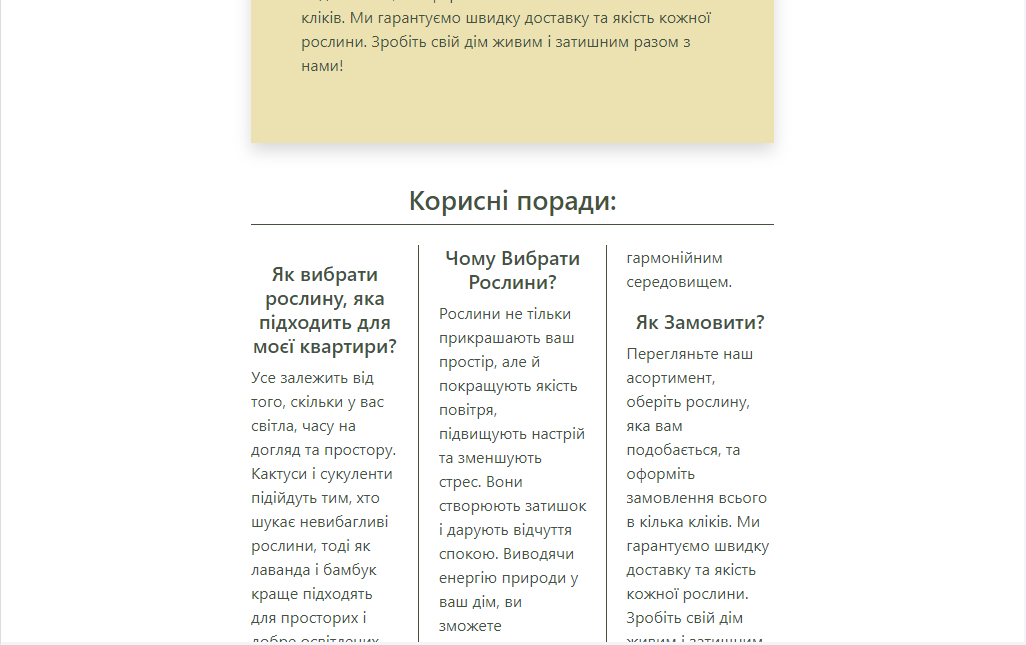 кліків. Ми гарантуємо швидку доставку та якість кожної
рослини. Зробіть свій дім живим і затишним разом з
нами!
Корисні поради:
Як вибрати
рослину, яка
підходить для
моєї квартири?
Усе залежить від
того, скільки у вас
світла, часу на
догляд та простору.
Кактуси і сукуленти
підійдуть тим, хто
шукає невибагливі
рослини, тоді як
лаванда і бамбук
краще підходять
для просторих і
добре освітлених
Чому Вибрати
Рослини?
Рослини не тільки
прикрашають ваш
простір, але й
покращують якість
повітря,
підвищують настрій
та зменшують
стрес. Вони
створюють затишок
і дарують відчуття
спокою. Виводячи
енергію природи у
ваш дім, ви
зможете
гармонійним
середовищем.
Як Замовити?
Перегляньте наш
асортимент,
оберіть рослину,
яка вам
подобається, та
оформіть
замовлення всього
в кілька кліків. Ми
гарантуємо швидку
доставку та якість
кожної рослини.
Зробіть свій дім
живим і затишним